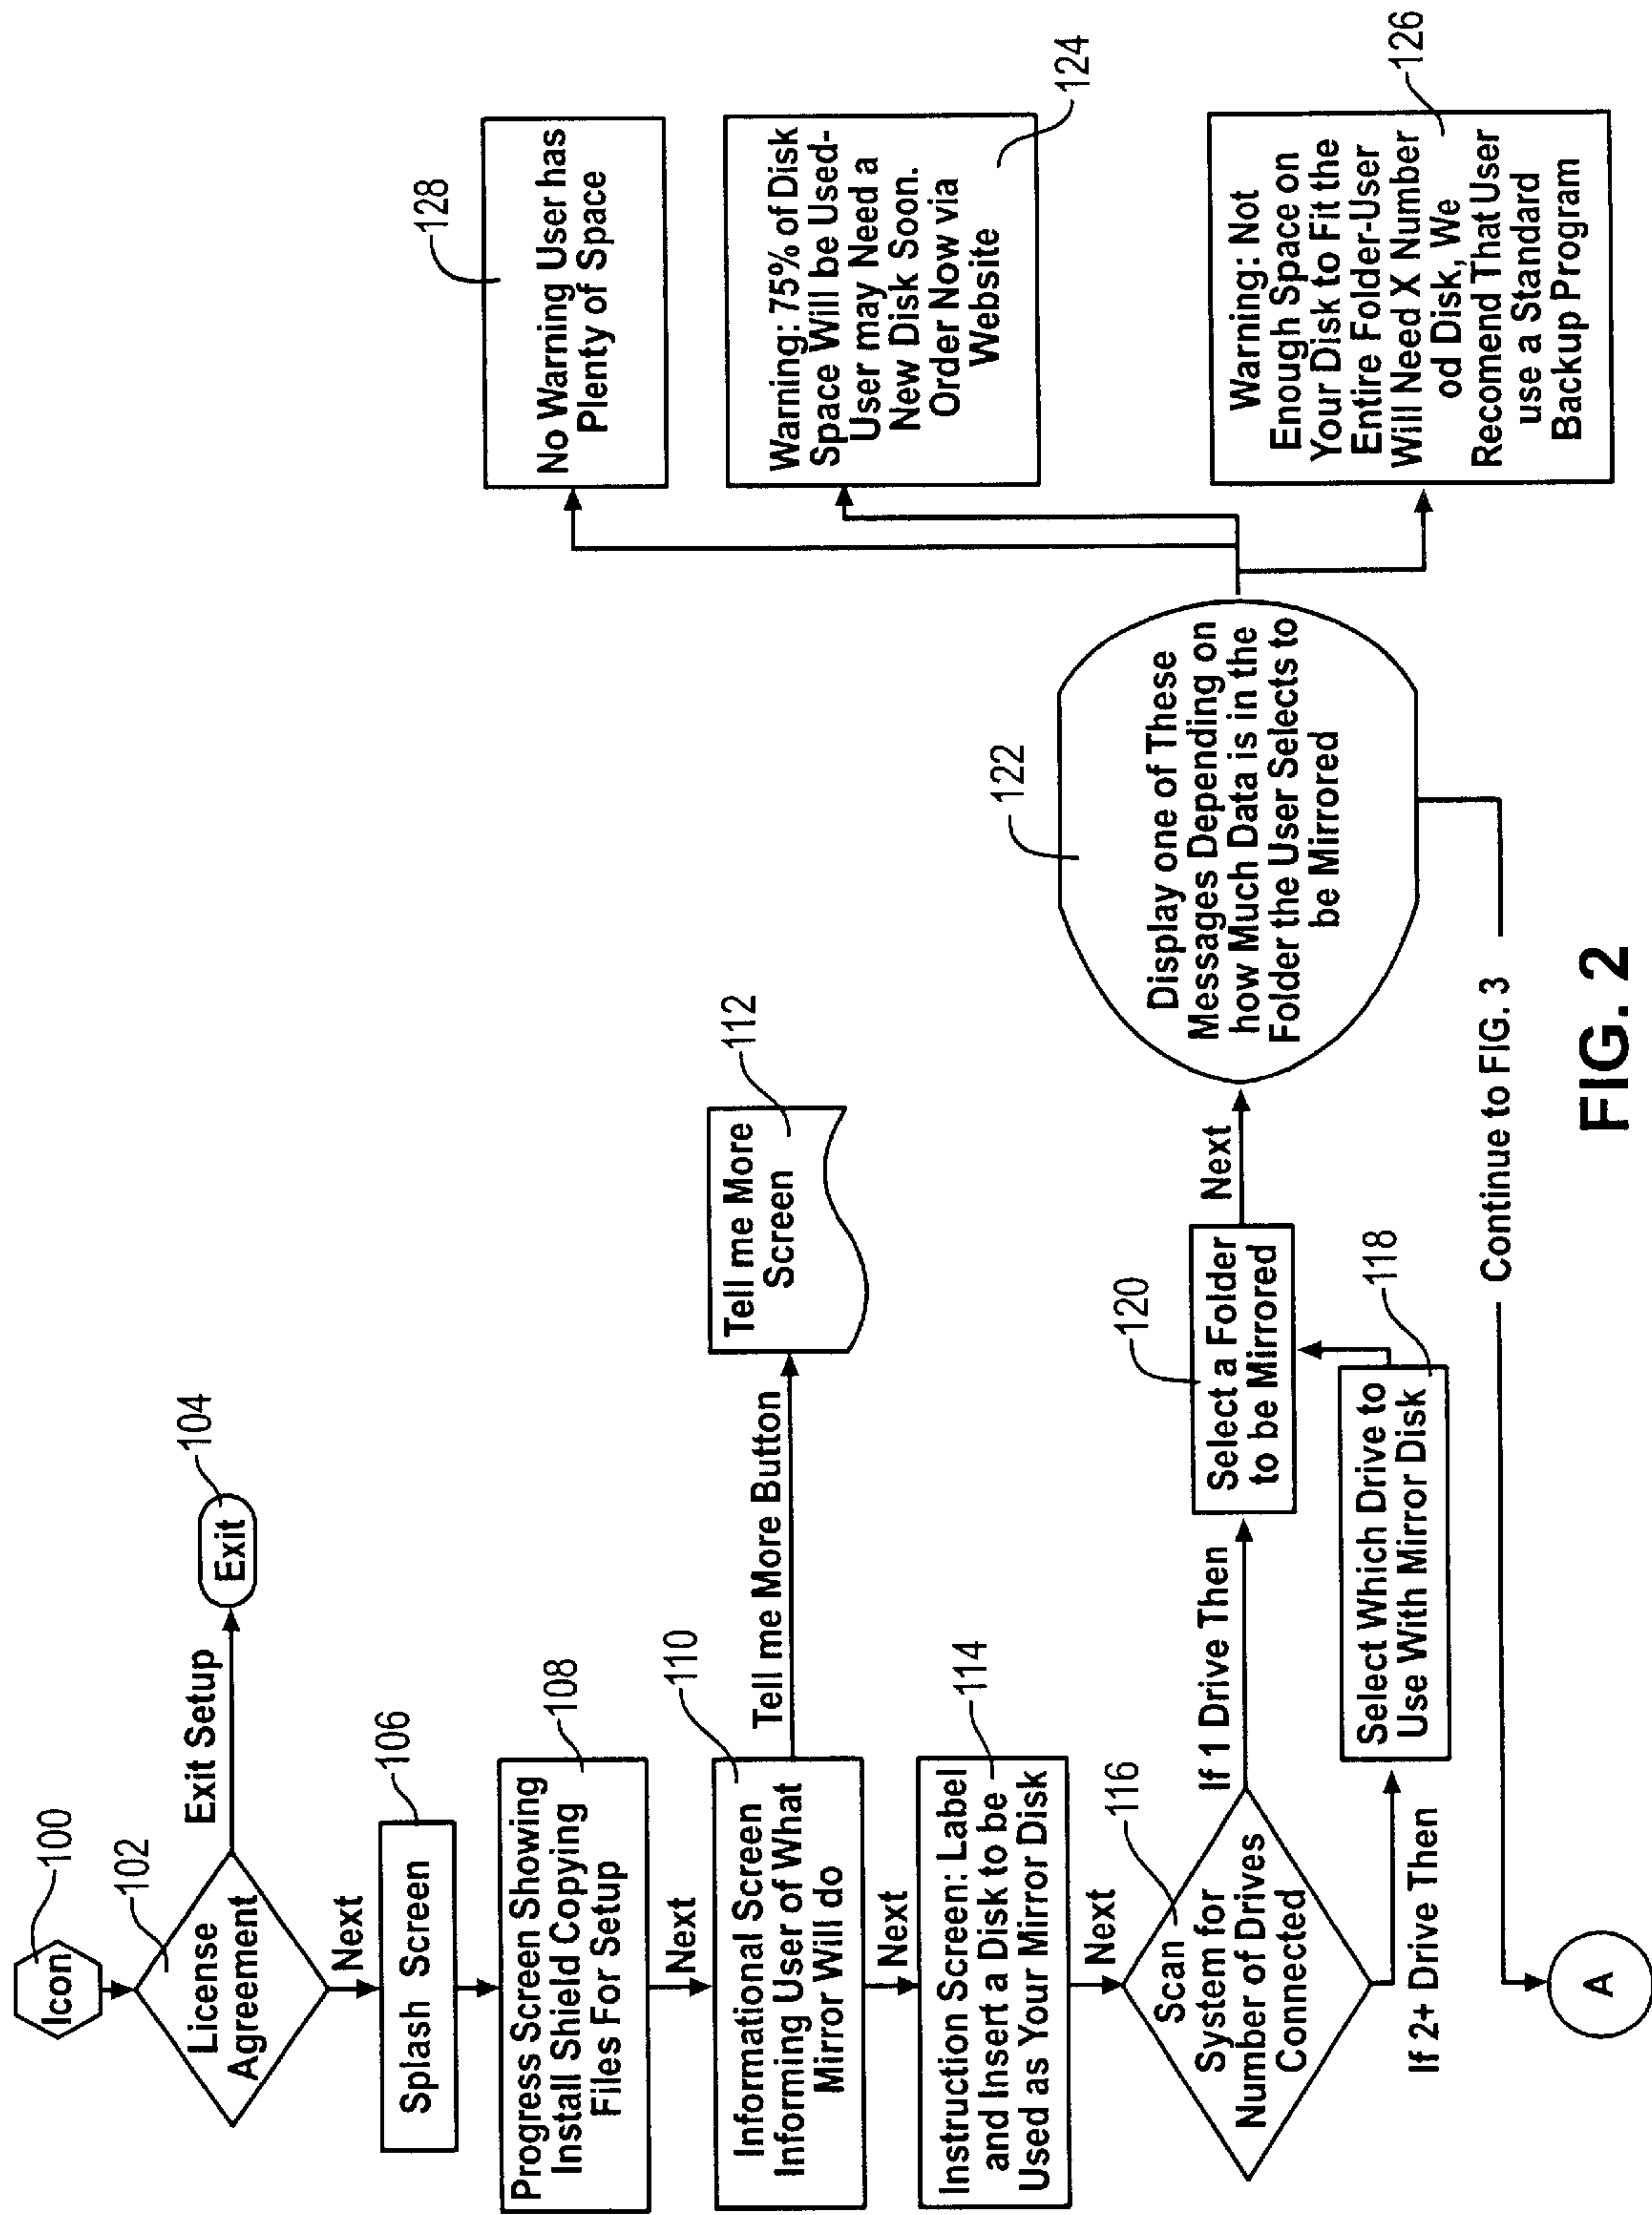 100
Icon
102
License
Agreement
Exit Setup
104
Exit
Next
106
Splash Screen
108
Progress Screen Showing
Install Shield Copying
Files For Setup
Next
110
Informational Screen
Informing User of What
Mirror Will do
Tell me More Button
112
Tell me More
Screen
Next
114
Instruction Screen: Label
and Insert a Disk to be
Used as Your Mirror Disk
Next
116
Scan
System for
Number of Drives
Connected
If 1 Drive Then
If 2+ Drive Then
118
Select Which Drive to
Use With Mirror Disk
120
Select a Folder
to be Mirrored
Next
122
Display one of These
Messages Depending on
how Much Data is in the
Folder the User Selects to
be Mirrored
128
No Warning User has
Plenty of Space
124
Warning: 75% of Disk
Space Will be Used-
User may Need a
New Disk Soon.
Order Now via
Website
126
Warning: Not
Enough Space on
Your Disk to Fit the
Entire Folder-User
Will Need X Number
od Disk, We
Recomend That User
use a Standard
Backup Program
Continue to FIG. 3
A
FIG. 2